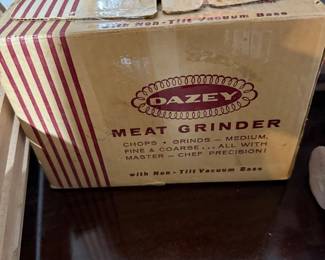 with Non-Tilt Vacuum Base
DAZEY
MEAT GRINDER
CHOPS • GRINDS - MEDIUM,
FINE & COARSE... ALL WITH
MASTER - CHEF PRECISION!
with Non-Tilt Vacuum Base